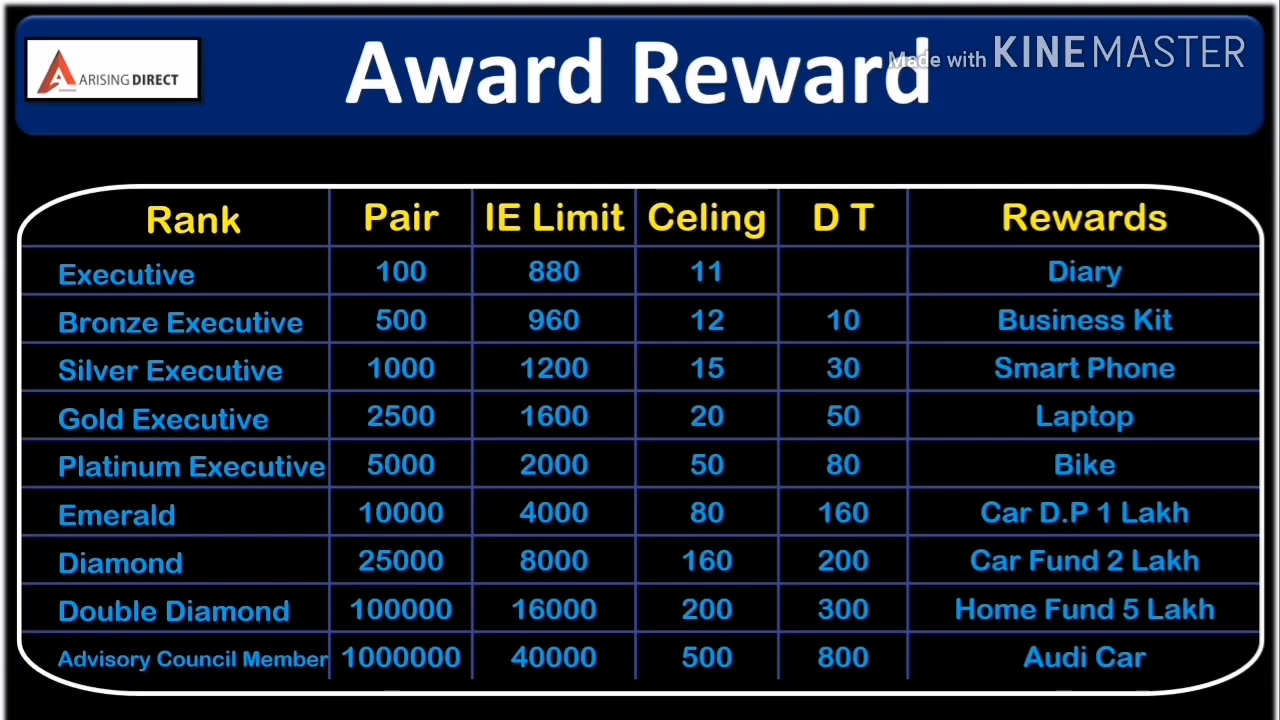 ARISING DIRECT
Award Reward
Made with KINEMASTER
Rank Pair IE Limit Celing D T Rewards
Executive 100 880 11 Diary
Bronze Executive 500 960 12 10 Business Kit
Silver Executive 1000 1200 15 30 Smart Phone
Gold Executive 2500 1600 20 50 Laptop
Platinum Executive 5000 2000 50 80 Bike
Emerald 10000 4000 80 160 Car D.P 1 Lakh
Diamond 25000 8000 160 200 Car Fund 2 Lakh
Double Diamond 100000 16000 200 300 Home Fund 5 Lakh
Advisory Council Member 1000000 40000 500 800 Audi Car